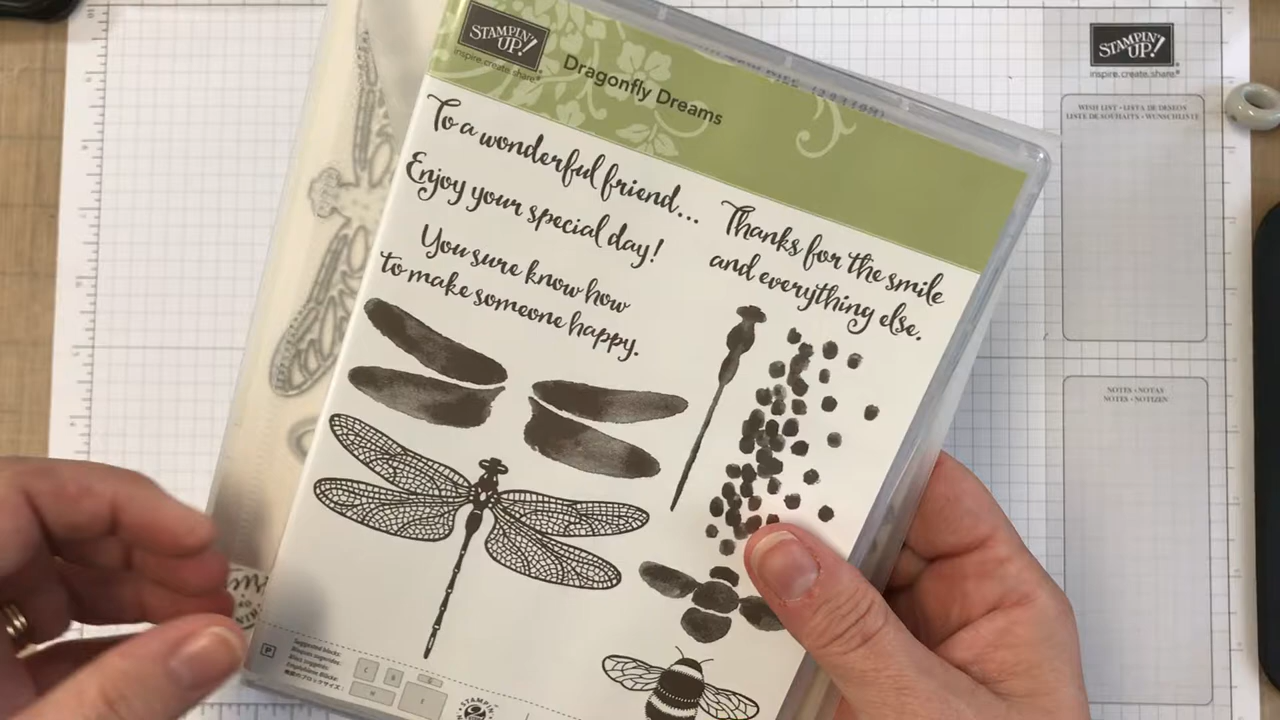 STAMPIN' UP!
inspire.create.share.
Dragonfly Dreams
To a wonderful friend...
Enjoy your special day!
You sure know how
to make someone happy.
Thanks for the smile
and everything else.
P
Suggested blocks:
STAMPIN' UP!
inspire.create.share.
WISH LIST • LISTA DE DESEOS
LISTE DE SOUHAITS • WUNSCHLISTE
NOTES • NOTAS
NOTES • NOTIZEN